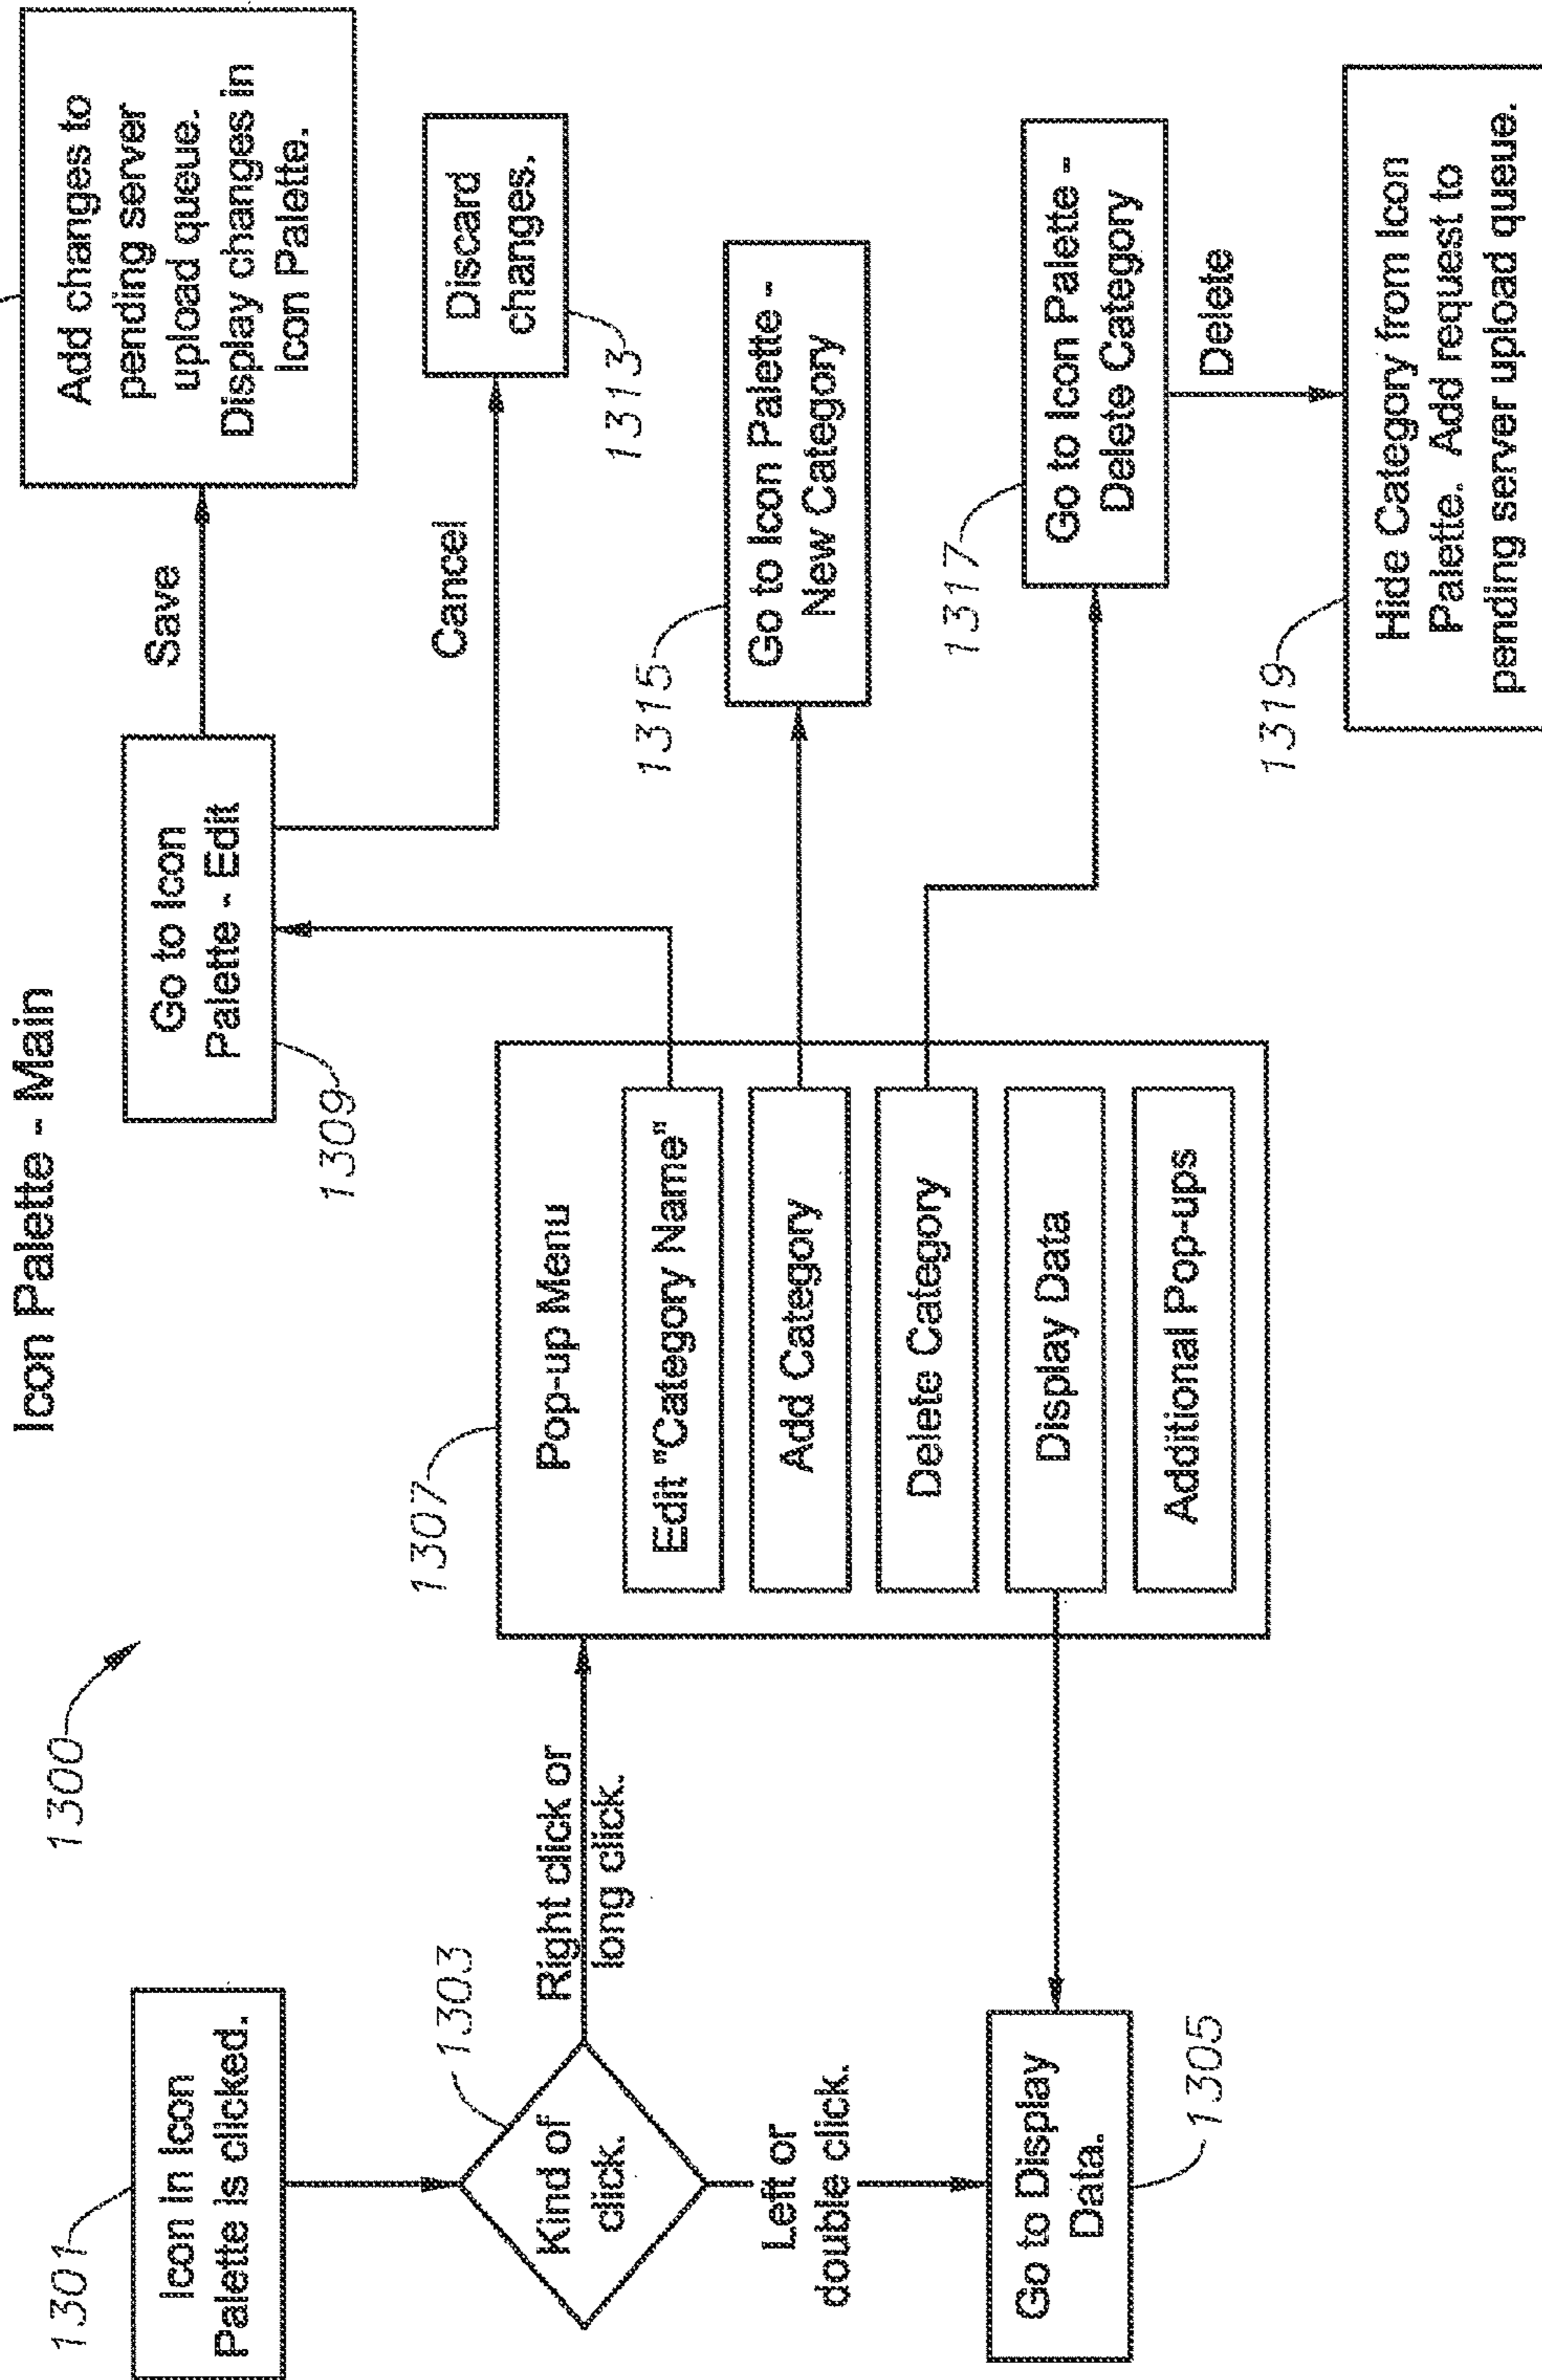 Icon Palette - Main
1300
1301
Icon in Icon
Palette is clicked.
1303
Kind of
click.
Right click or
long click.
Left or
double click.
Go to Display
Data.
1305
1307
Pop-up Menu
Edit "Category Name"
Add Category
Delete Category
Display Data
Additional Pop-ups
Go to Icon
Palette - Edit
1309
Save
Add changes to
pending server
upload queue.
Display changes in
Icon Palette.
Cancel
Discard
changes.
1313
1315
Go to Icon Palette -
New Category
1317
Go to Icon Palette -
Delete Category
Delete
1319
Hide Category from Icon
Palette. Add request to
pending server upload queue.